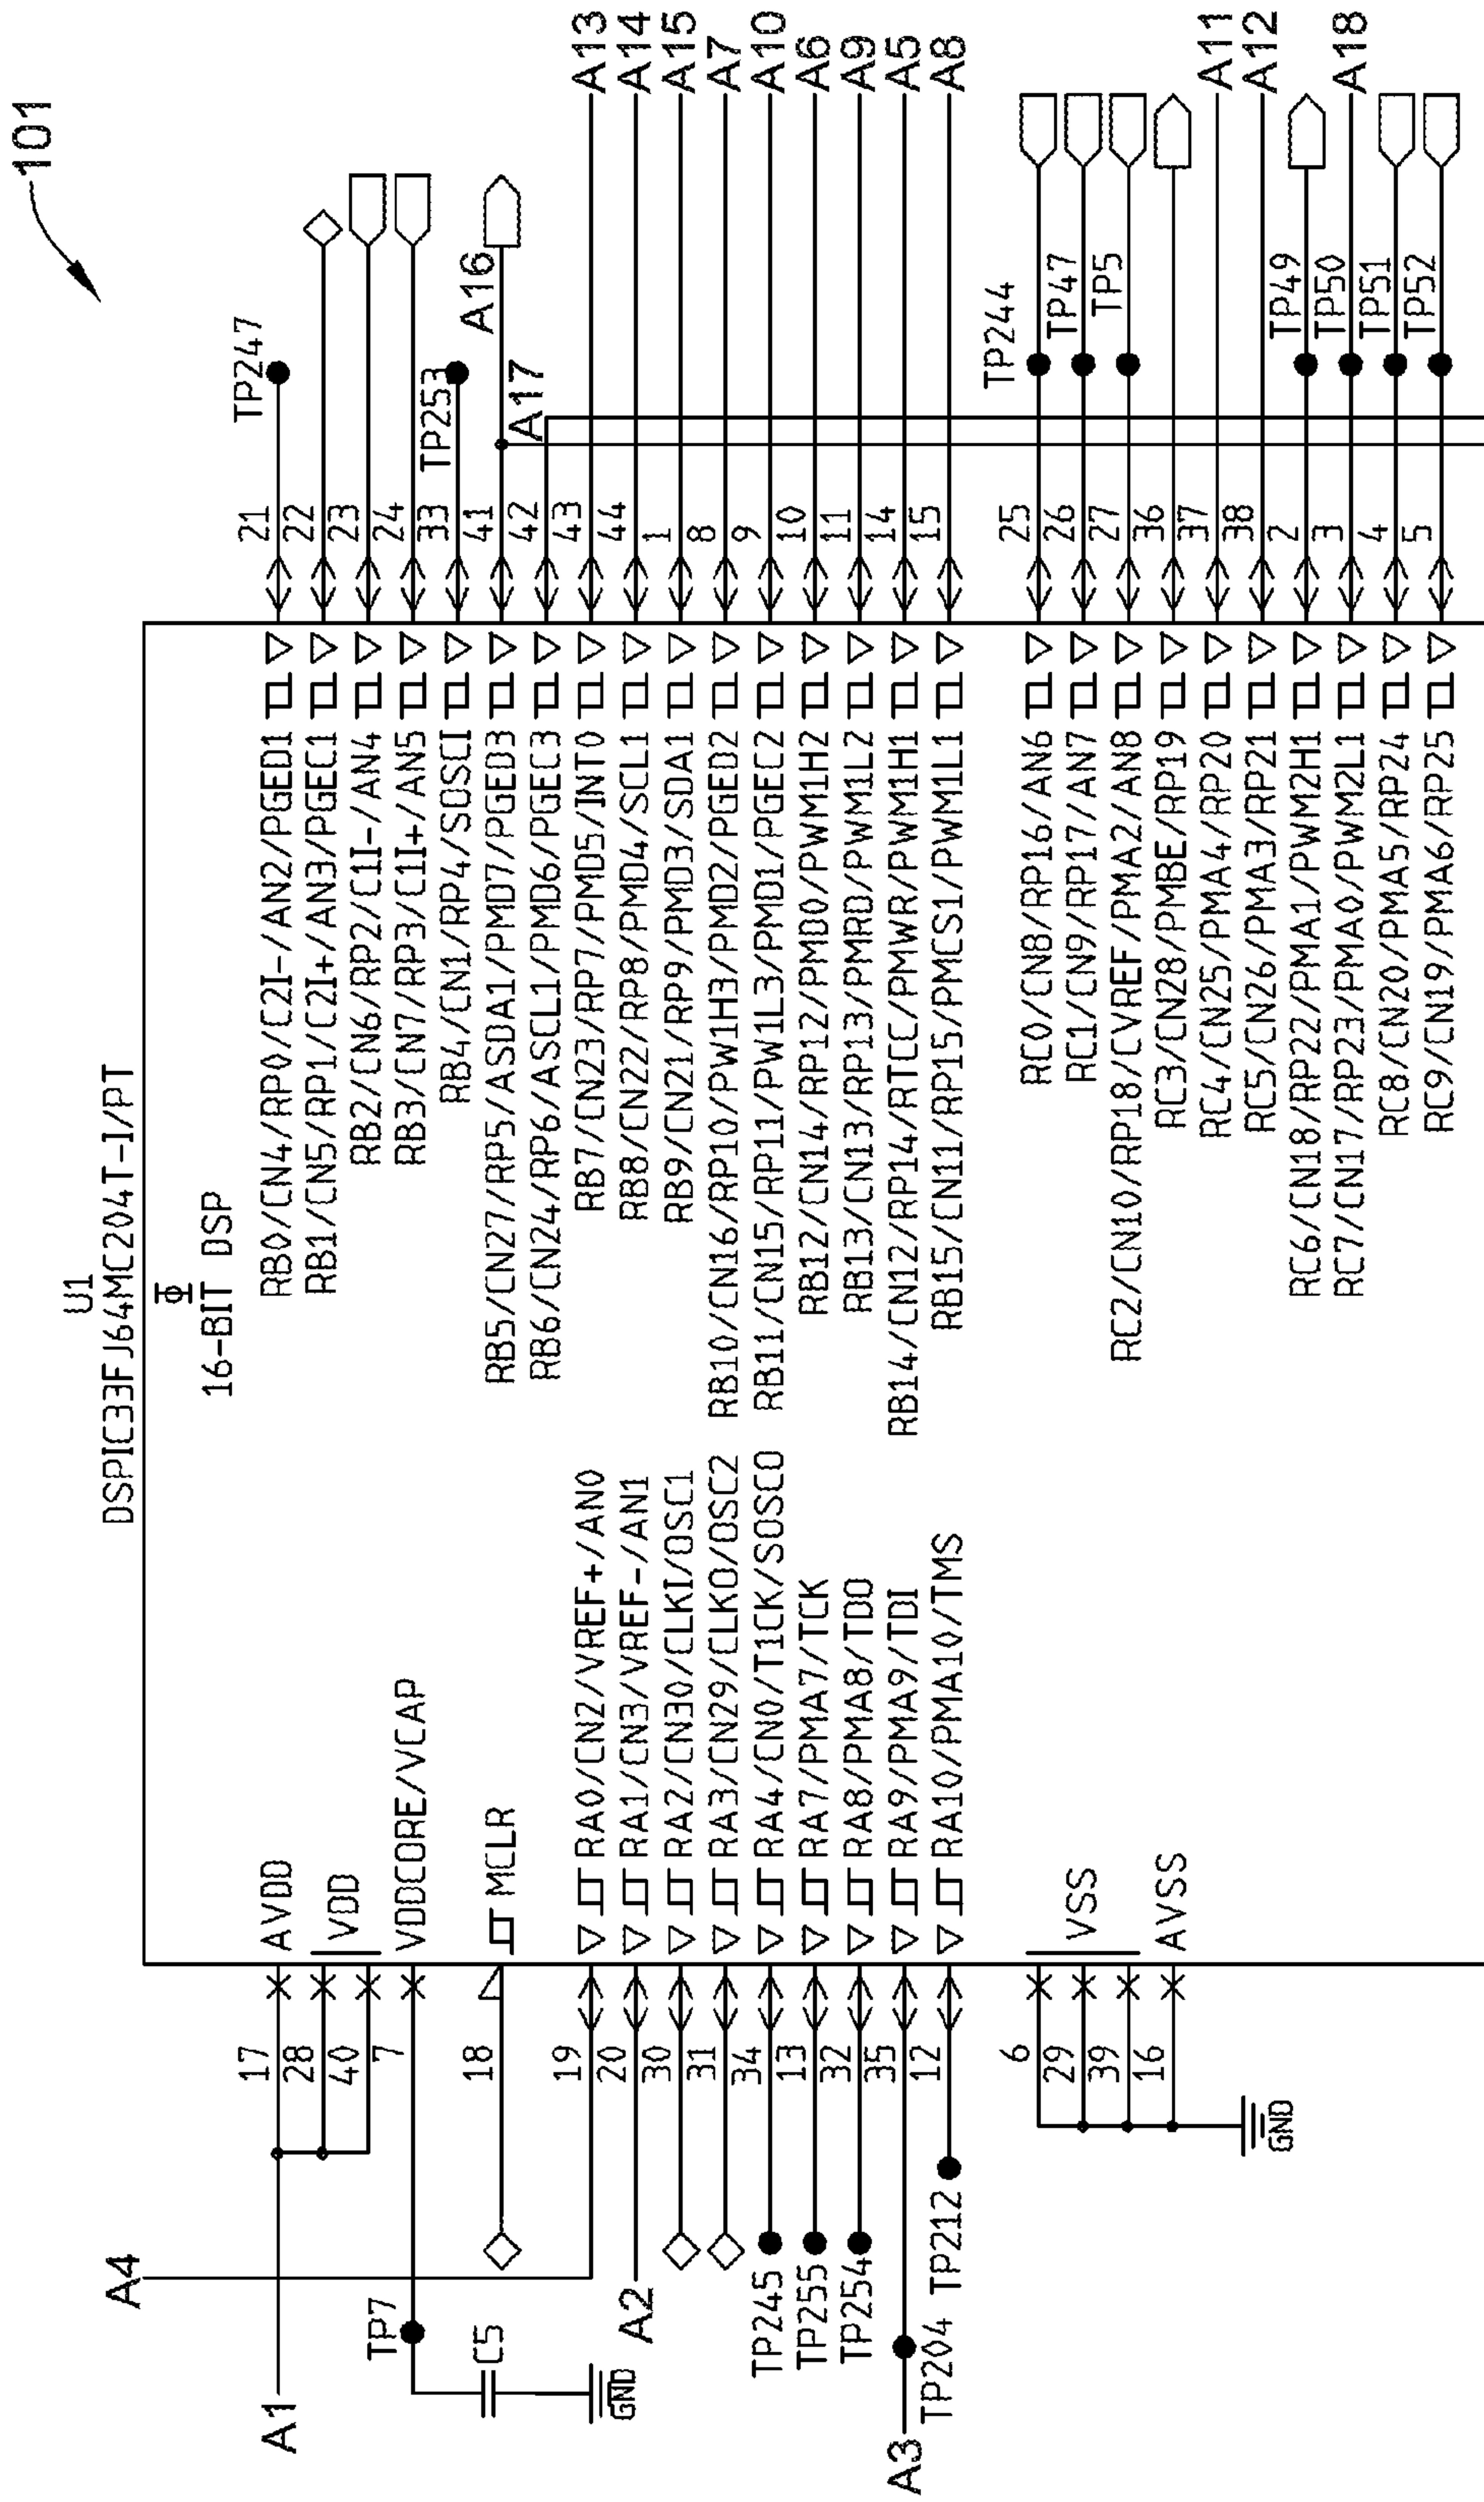 101
U1
DSPIC33FJ64MC204T-I/PT
Φ
16-BIT DSP
A4
A1
17 AVDD
28 VDD
40
7 VDDCORE/VCAP
TP7
C5
GND
18 MCLR
19 RA0/CN2/VREF+/AN0
A2 20 RA1/CN3/VREF-/AN1
30 RA2/CN30/CLKI/OSC1
31 RA3/CN29/CLKO/OSC2
TP245 34 RA4/CN0/T1CK/SOSCO
TP255 13 RA7/PMA7/TCK
TP254 32 RA8/PMA8/TDO
A3 TP204 35 RA9/PMA9/TDI
TP212 12 RA10/PMA10/TMS
6 VSS
29
39
16 AVSS
GND
RB0/CN4/RP0/C2I-/AN2/PGED1 21 TP247
RB1/CN5/RP1/C2I+/AN3/PGEC1 22
RB2/CN6/RP2/C1I-/AN4 23
RB3/CN7/RP3/C1I+/AN5 24
RB4/CN1/RP4/SOSCI 33 TP253
RB5/CN27/RP5/ASDA1/PMD7/PGED3 41 A16
RB6/CN24/RP6/ASCL1/PMD6/PGEC3 42 A17
RB7/CN23/RP7/PMD5/INT0 43 A13
RB8/CN22/RP8/PMD4/SCL1 44 A14
RB9/CN21/RP9/PMD3/SDA1 1 A15
RB10/CN16/RP10/PW1H3/PMD2/PGED2 8 A7
RB11/CN15/RP11/PW1L3/PMD1/PGEC2 9 A10
RB12/CN14/RP12/PMD0/PWM1H2 10 A6
RB13/CN13/RP13/PMRD/PWM1L2 11 A9
RB14/CN12/RP14/RTCC/PMWR/PWM1H1 14 A5
RB15/CN11/RP15/PMCS1/PWM1L1 15 A8
RC0/CN8/RP16/AN6 25 TP244
RC1/CN9/RP17/AN7 26 TP47
RC2/CN10/RP18/CVREF/PMA2/AN8 27 TP5
RC3/CN28/PMBE/RP19 36
RC4/CN25/PMA4/RP20 37 A11
RC5/CN26/PMA3/RP21 38 A12
RC6/CN18/RP22/PMA1/PWM2H1 2 TP49
RC7/CN17/RP23/PMA0/PWM2L1 3 TP50 A18
RC8/CN20/PMA5/RP24 4 TP51
RC9/CN19/PMA6/RP25 5 TP52